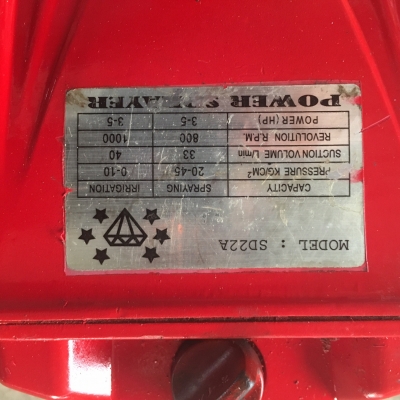 MODEL : SD22A
CAPACITY SPRAYING IRRIGATION
PRESSURE KG/CM² 20-45 0-10
SUCTION VOLUME L/min 33 40
REVOLUTION R.P.M. 800 1000
POWER (HP) 3-5 3-5
POWER SPRAYER